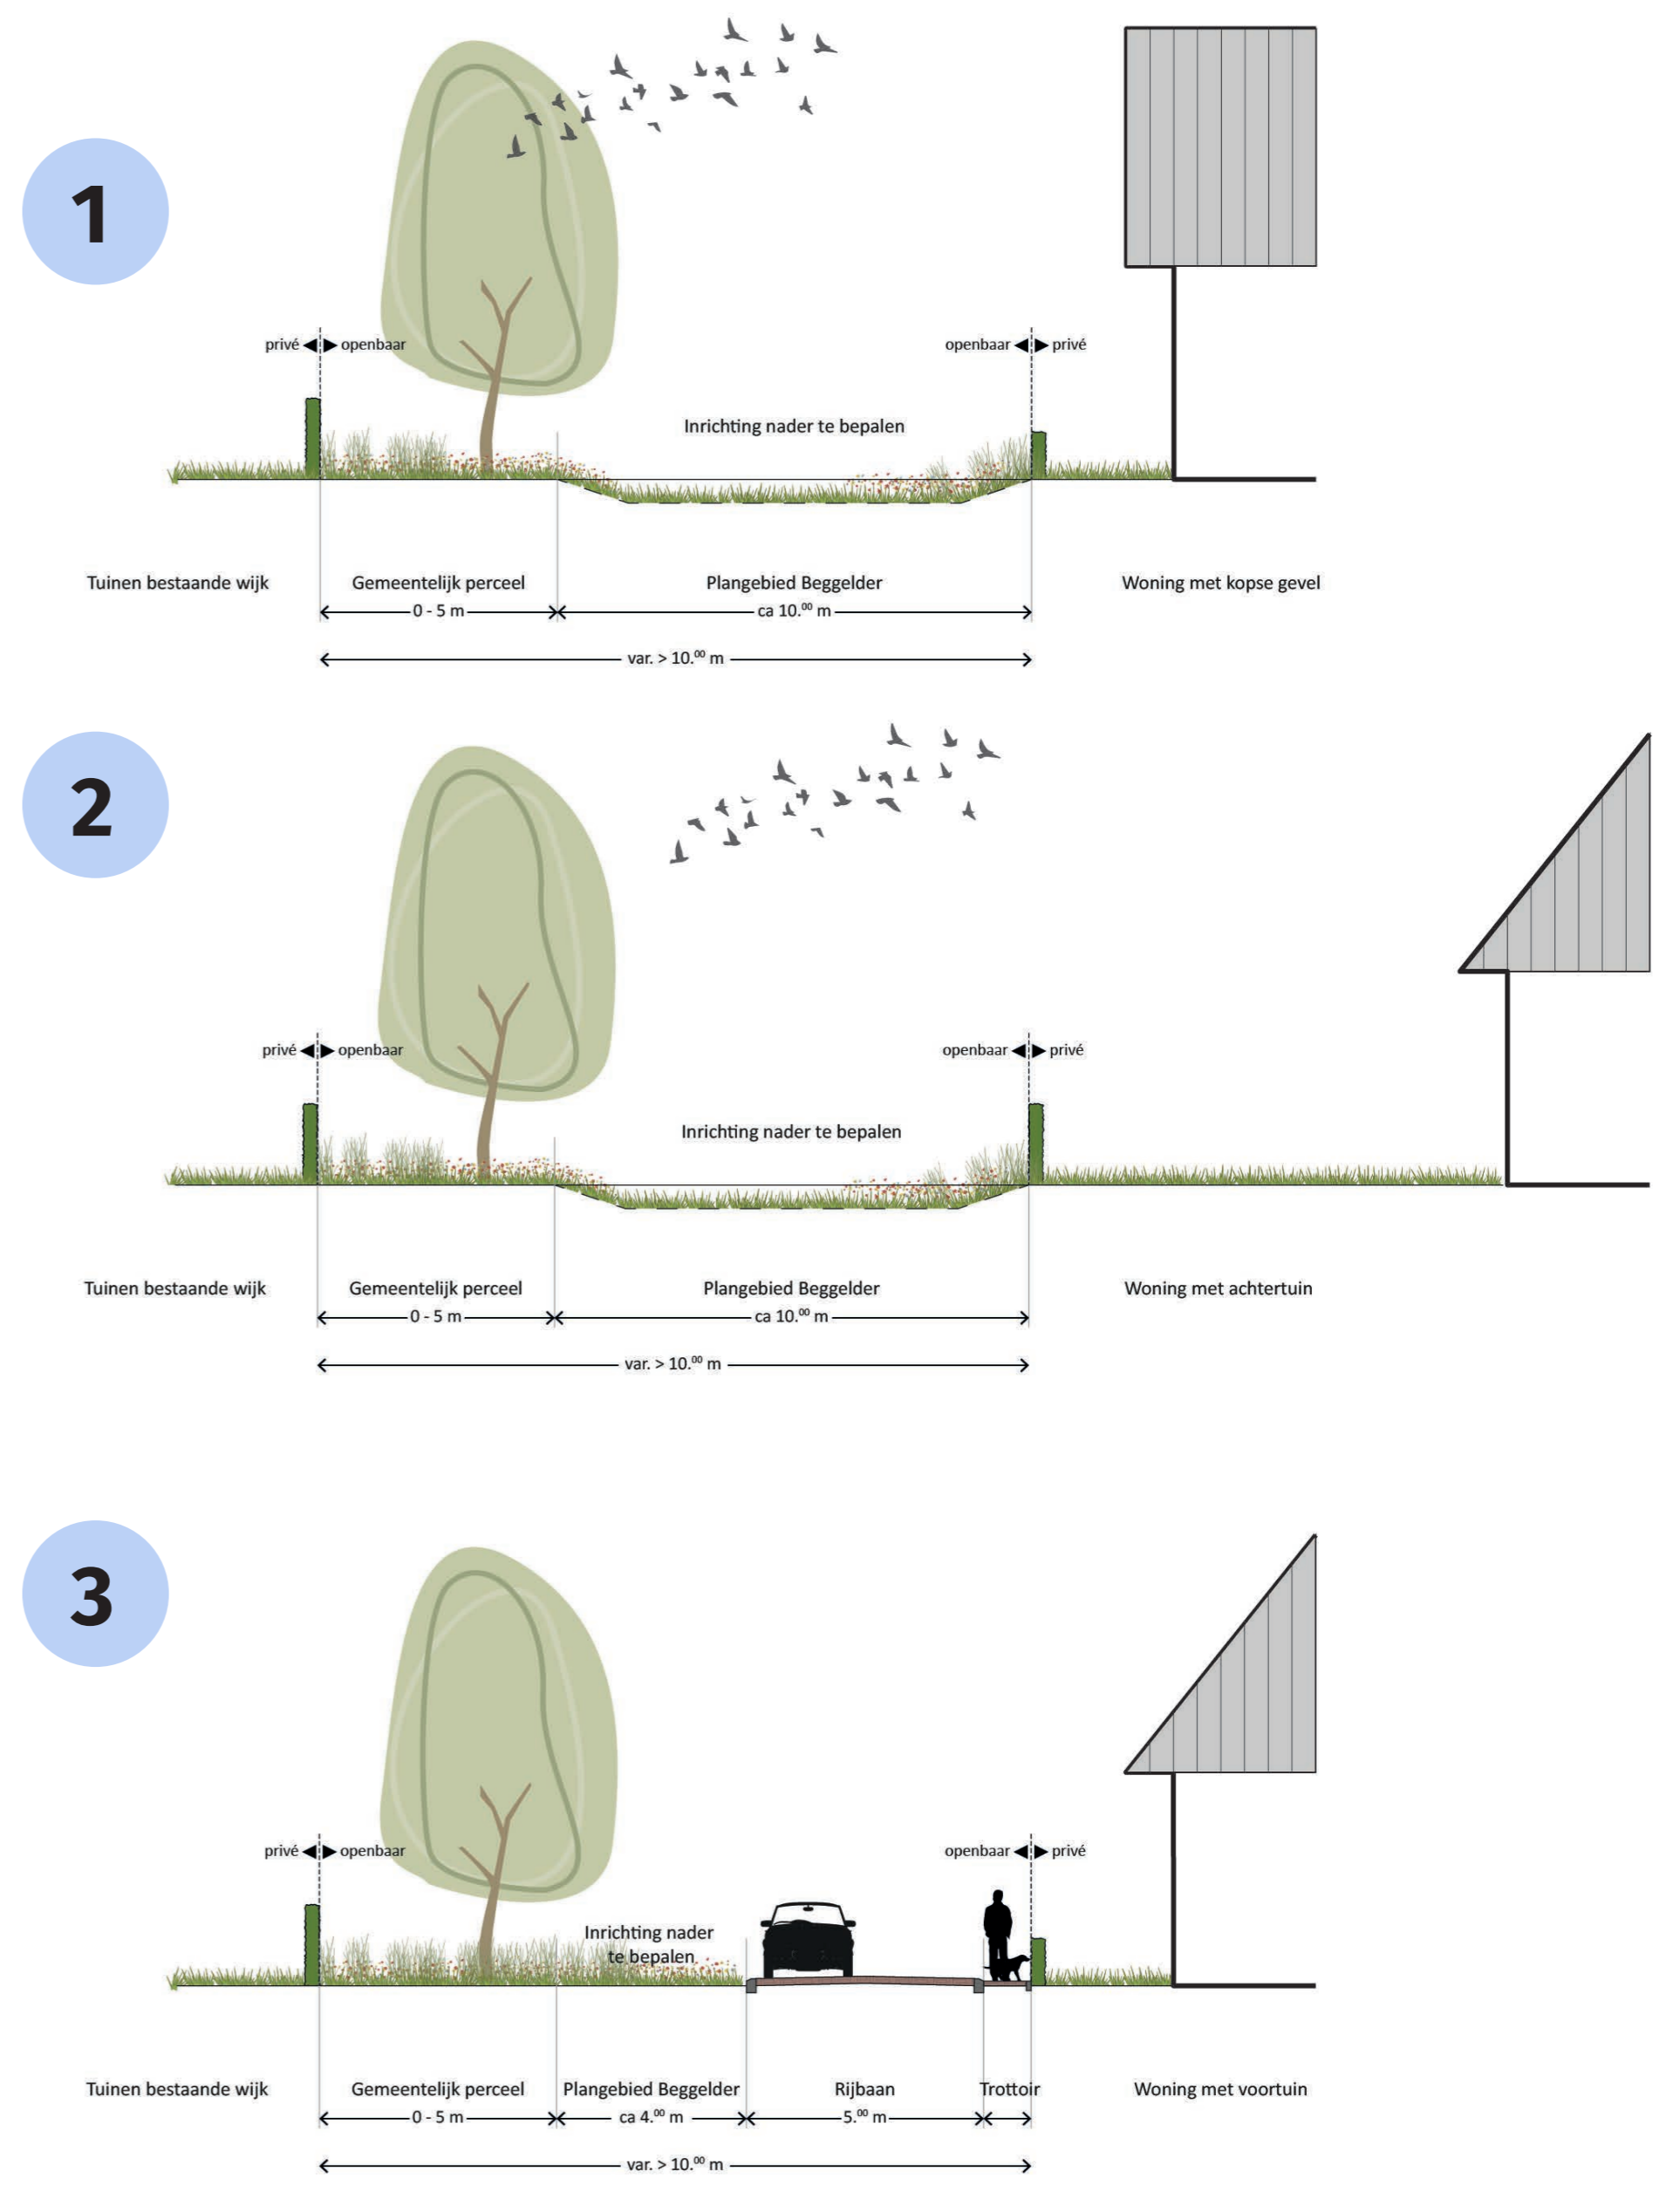 1
privé openbaar
openbaar privé
Inrichting nader te bepalen
Tuinen bestaande wijk
Gemeentelijk perceel
Plangebied Beggelder
Woning met kopse gevel
0 - 5 m
ca 10.⁰⁰ m
var. > 10.⁰⁰ m
2
privé openbaar
openbaar privé
Inrichting nader te bepalen
Tuinen bestaande wijk
Gemeentelijk perceel
Plangebied Beggelder
Woning met achtertuin
0 - 5 m
ca 10.⁰⁰ m
var. > 10.⁰⁰ m
3
privé openbaar
openbaar privé
Inrichting nader
te bepalen
Tuinen bestaande wijk
Gemeentelijk perceel
Plangebied Beggelder
Rijbaan
Trottoir
Woning met voortuin
0 - 5 m
ca 4.⁰⁰ m
5.⁰⁰ m
var. > 10.⁰⁰ m